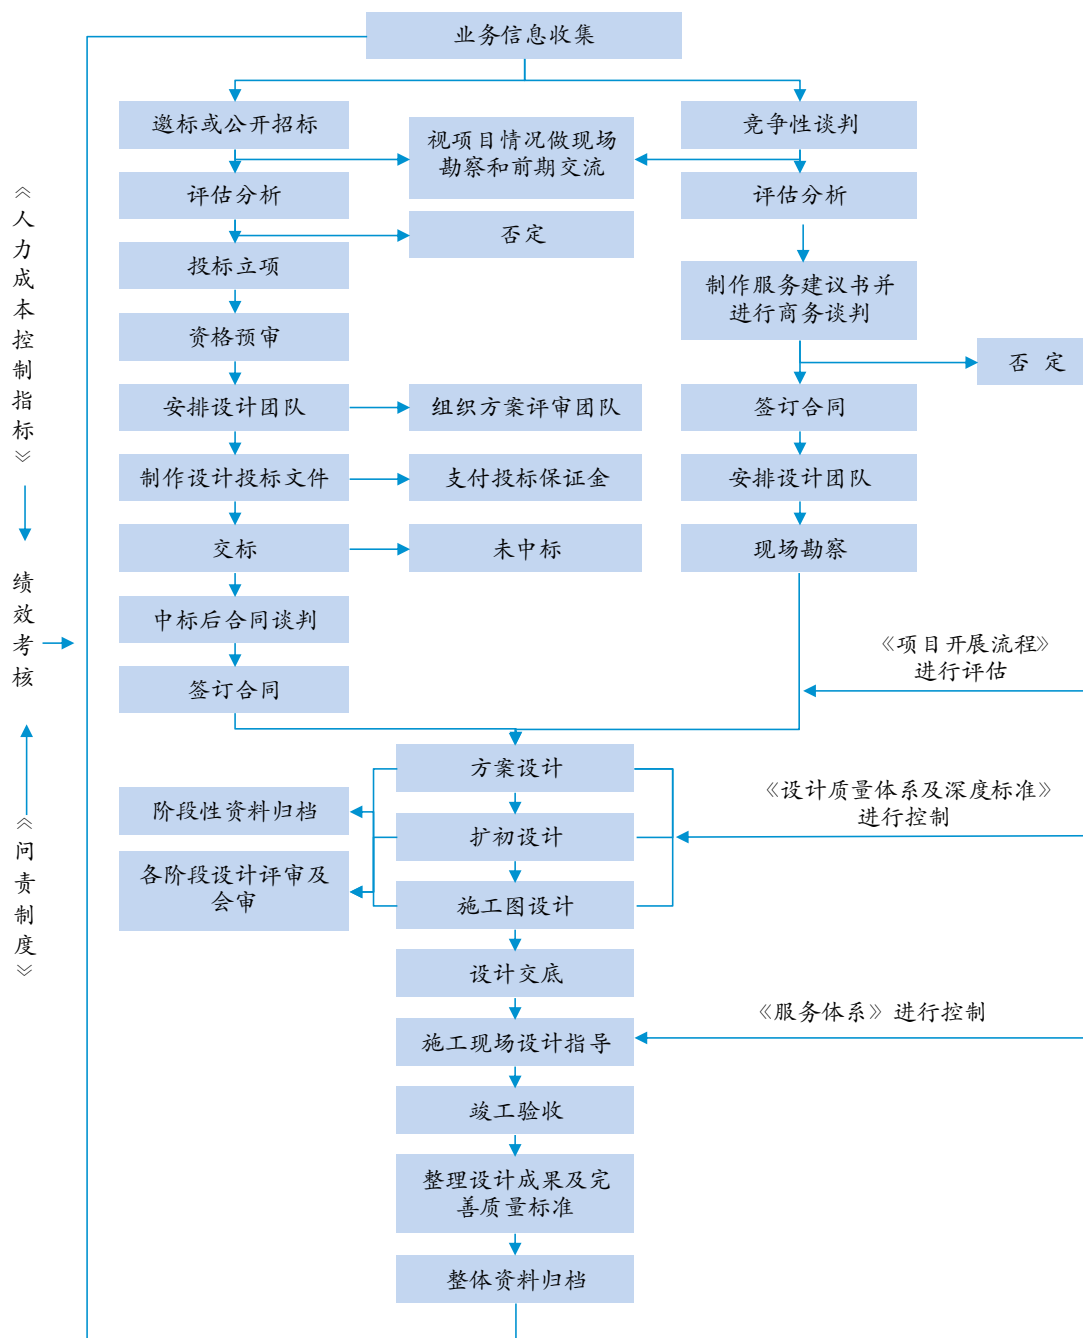 业务信息收集
邀标或公开招标
竞争性谈判
视项目情况做现场
勘察和前期交流
评估分析
评估分析
否定
投标立项
制作服务建议书并
进行商务谈判
资格预审
否 定
安排设计团队
组织方案评审团队
签订合同
制作设计投标文件
支付投标保证金
安排设计团队
交标
未中标
现场勘察
中标后合同谈判
签订合同
《人力成本控制指标》
绩效考核
《问责制度》
《项目开展流程》
进行评估
方案设计
阶段性资料归档
《设计质量体系及深度标准》
进行控制
扩初设计
各阶段设计评审及
会审
施工图设计
设计交底
《服务体系》进行控制
施工现场设计指导
竣工验收
整理设计成果及完
善质量标准
整体资料归档